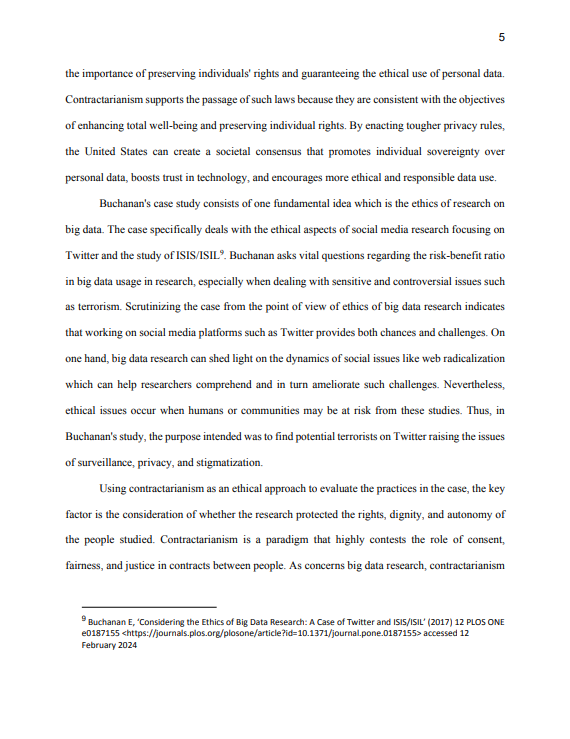 5
the importance of preserving individuals' rights and guaranteeing the ethical use of personal data.
Contractarianism supports the passage of such laws because they are consistent with the objectives
of enhancing total well-being and preserving individual rights. By enacting tougher privacy rules,
the United States can create a societal consensus that promotes individual sovereignty over
personal data, boosts trust in technology, and encourages more ethical and responsible data use.
Buchanan's case study consists of one fundamental idea which is the ethics of research on
big data. The case specifically deals with the ethical aspects of social media research focusing on
Twitter and the study of ISIS/ISIL⁹. Buchanan asks vital questions regarding the risk-benefit ratio
in big data usage in research, especially when dealing with sensitive and controversial issues such
as terrorism. Scrutinizing the case from the point of view of ethics of big data research indicates
that working on social media platforms such as Twitter provides both chances and challenges. On
one hand, big data research can shed light on the dynamics of social issues like web radicalization
which can help researchers comprehend and in turn ameliorate such challenges. Nevertheless,
ethical issues occur when humans or communities may be at risk from these studies. Thus, in
Buchanan's study, the purpose intended was to find potential terrorists on Twitter raising the issues
of surveillance, privacy, and stigmatization.
Using contractarianism as an ethical approach to evaluate the practices in the case, the key
factor is the consideration of whether the research protected the rights, dignity, and autonomy of
the people studied. Contractarianism is a paradigm that highly contests the role of consent,
fairness, and justice in contracts between people. As concerns big data research, contractarianism
⁹ Buchanan E, ‘Considering the Ethics of Big Data Research: A Case of Twitter and ISIS/ISIL’ (2017) 12 PLOS ONE
e0187155 <https://journals.plos.org/plosone/article?id=10.1371/journal.pone.0187155> accessed 12
February 2024